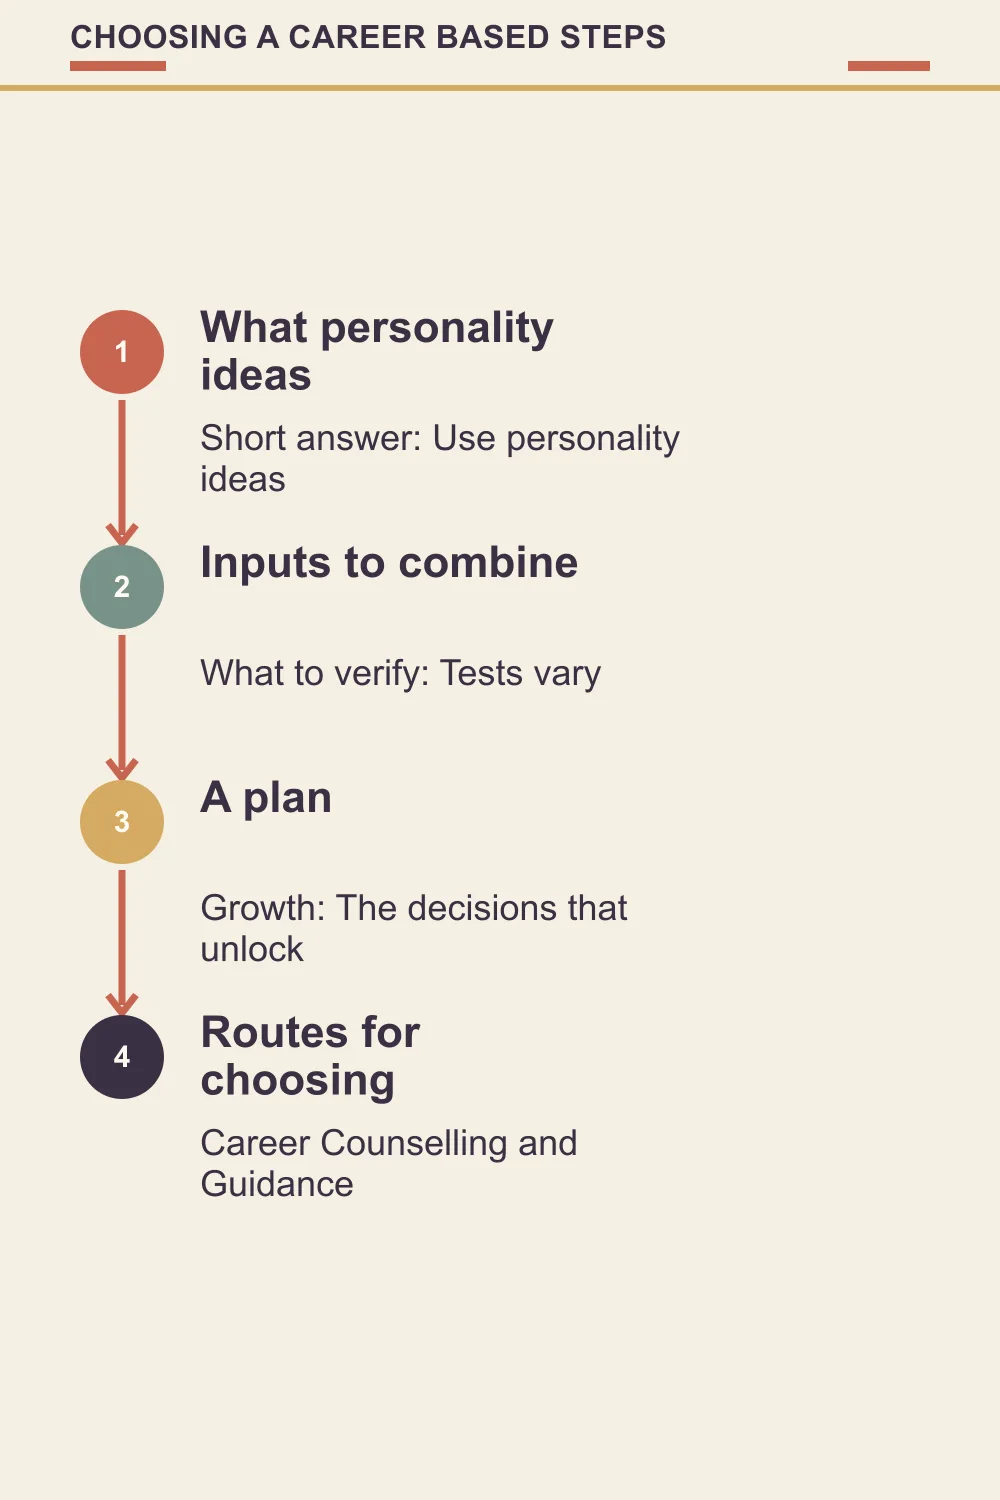 CHOOSING A CAREER BASED STEPS
1
What personality
ideas
Short answer: Use personality
ideas
2
Inputs to combine
What to verify: Tests vary
3
A plan
Growth: The decisions that
unlock
4
Routes for
choosing
Career Counselling and
Guidance